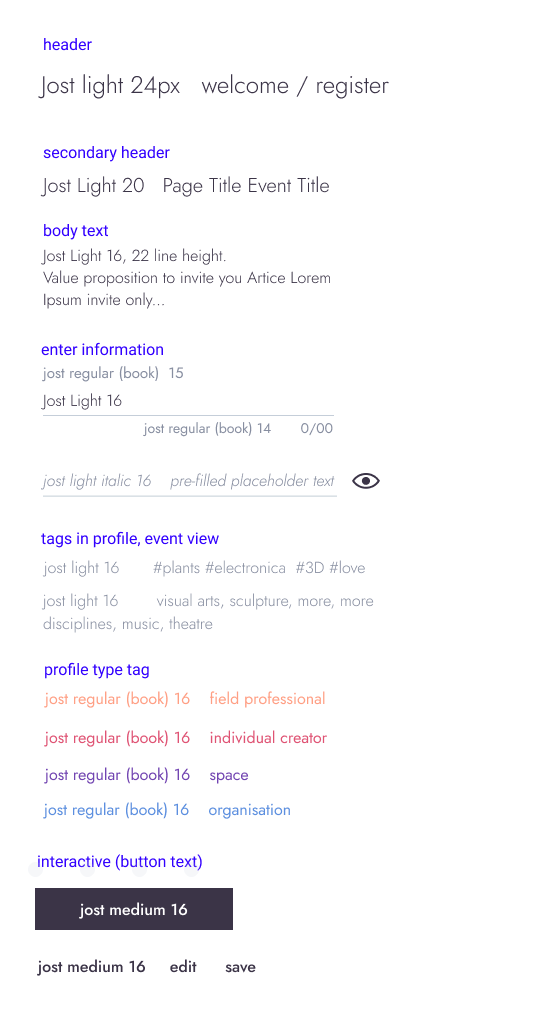 header
Jost light 24px welcome / register
secondary header
Jost Light 20 Page Title Event Title
body text
Jost Light 16, 22 line height.
Value proposition to invite you Artice Lorem
Ipsum invite only...
enter information
jost regular (book) 15
Jost Light 16
jost regular (book) 14 0/00
jost light italic 16 pre-filled placeholder text
tags in profile, event view
jost light 16 #plants #electronica #3D #love
jost light 16 visual arts, sculpture, more, more
disciplines, music, theatre
profile type tag
jost regular (book) 16 field professional
jost regular (book) 16 individual creator
jost regular (book) 16 space
jost regular (book) 16 organisation
interactive (button text)
jost medium 16
jost medium 16 edit save